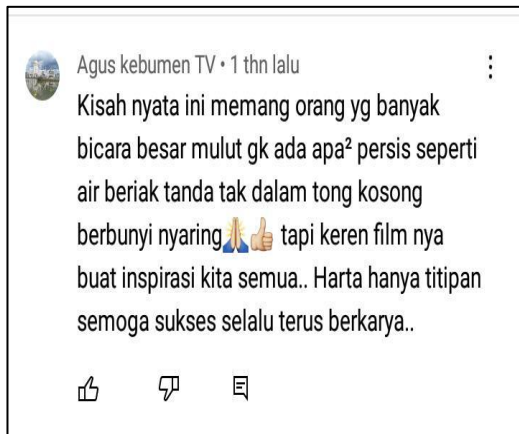 Agus kebumen TV • 1 thn lalu
Kisah nyata ini memang orang yg banyak
bicara besar mulut gk ada apa² persis seperti
air beriak tanda tak dalam tong kosong
berbunyi nyaring🙏🏼👍🏼 tapi keren film nya
buat inspirasi kita semua.. Harta hanya titipan
semoga sukses selalu terus berkarya..